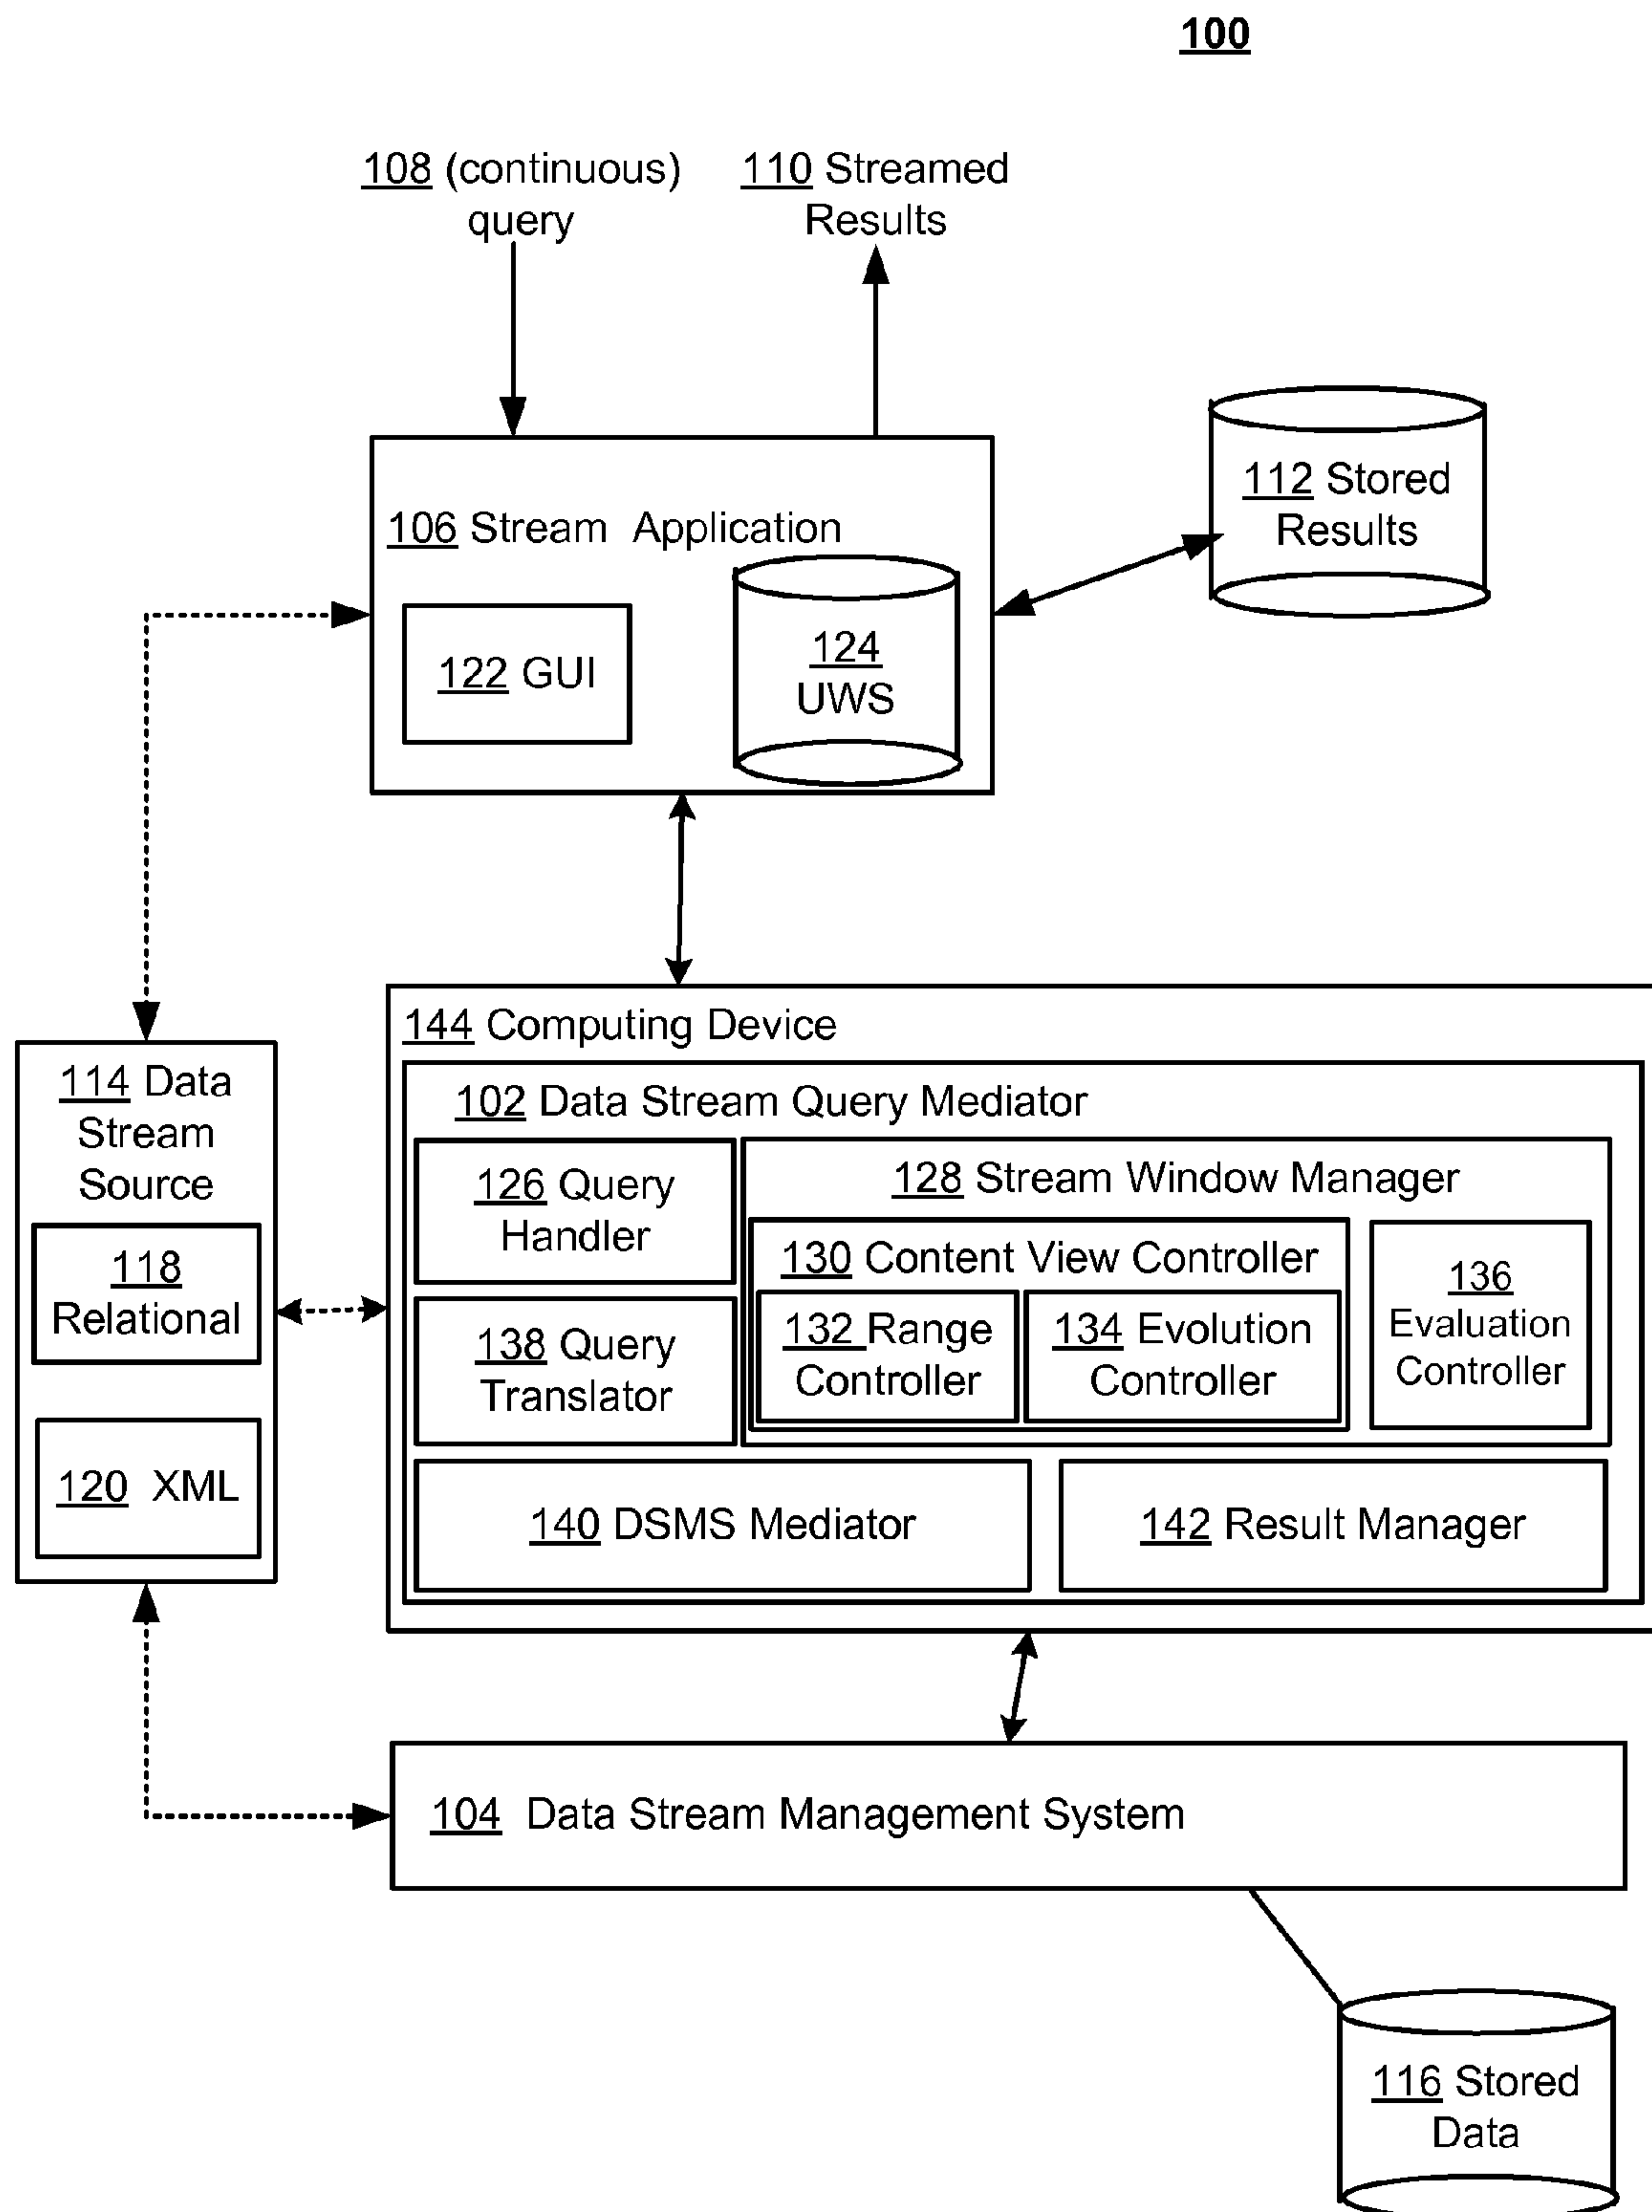 100
108 (continuous)
query
110 Streamed
Results
112 Stored
Results
106 Stream Application
122 GUI
124
UWS
114 Data
Stream
Source
118
Relational
120 XML
144 Computing Device
102 Data Stream Query Mediator
126 Query
Handler
128 Stream Window Manager
130 Content View Controller
132 Range
Controller
134 Evolution
Controller
136
Evaluation
Controller
138 Query
Translator
140 DSMS Mediator
142 Result Manager
104 Data Stream Management System
116 Stored
Data